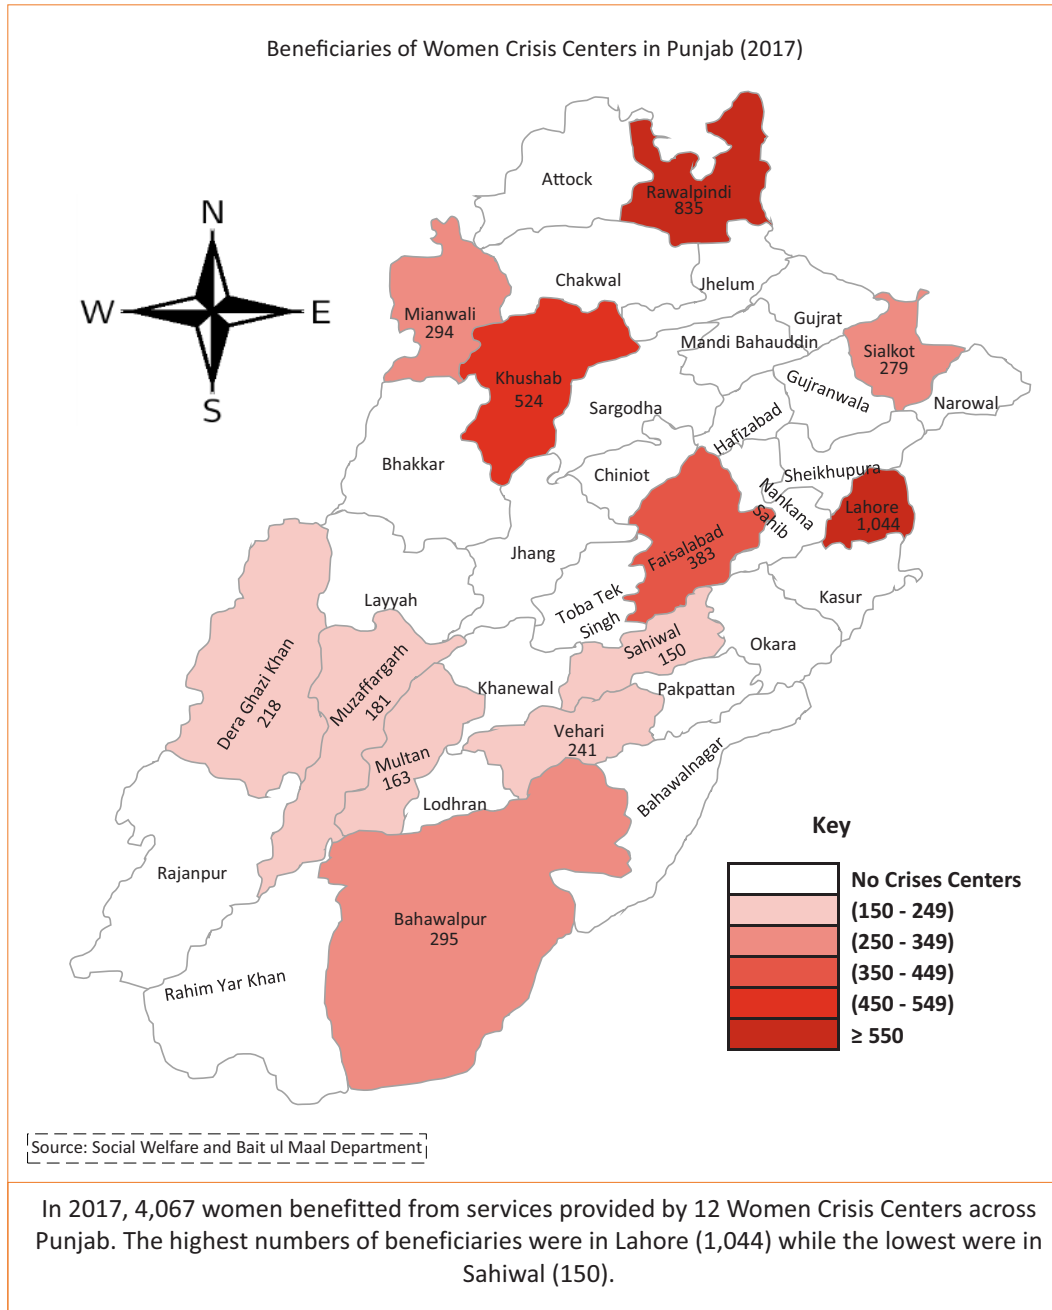 Beneficiaries of Women Crisis Centers in Punjab (2017)
N
W
E
S
Attock
Rawalpindi
835
Chakwal
Jhelum
Mianwali
294
Gujrat
Mandi Bahauddin
Sialkot
279
Khushab
524
Gujranwala
Narowal
Sargodha
Hafizabad
Bhakkar
Chiniot
Sheikhupura
Nankana
Sahib
Lahore
1,044
Faisalabad
383
Jhang
Layyah
Toba Tek
Singh
Kasur
Sahiwal
150
Okara
Dera Ghazi Khan
218
Muzaffargarh
181
Khanewal
Pakpattan
Vehari
241
Multan
163
Lodhran
Bahawalnagar
Rajanpur
Bahawalpur
295
Rahim Yar Khan
Key
No Crises Centers
(150 - 249)
(250 - 349)
(350 - 449)
(450 - 549)
≥ 550
Source: Social Welfare and Bait ul Maal Department
In 2017, 4,067 women benefitted from services provided by 12 Women Crisis Centers across
Punjab. The highest numbers of beneficiaries were in Lahore (1,044) while the lowest were in
Sahiwal (150).